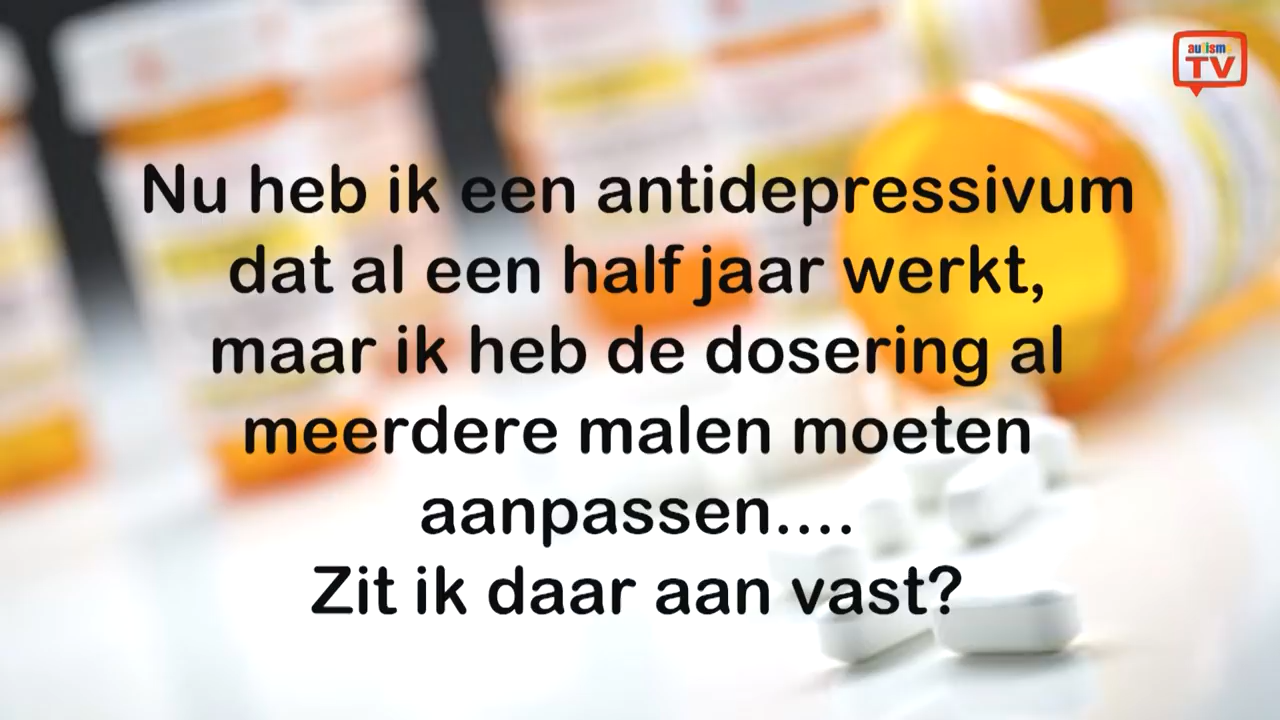 autisme
TV
Nu heb ik een antidepressivum
dat al een half jaar werkt,
maar ik heb de dosering al
meerdere malen moeten
aanpassen....
Zit ik daar aan vast?